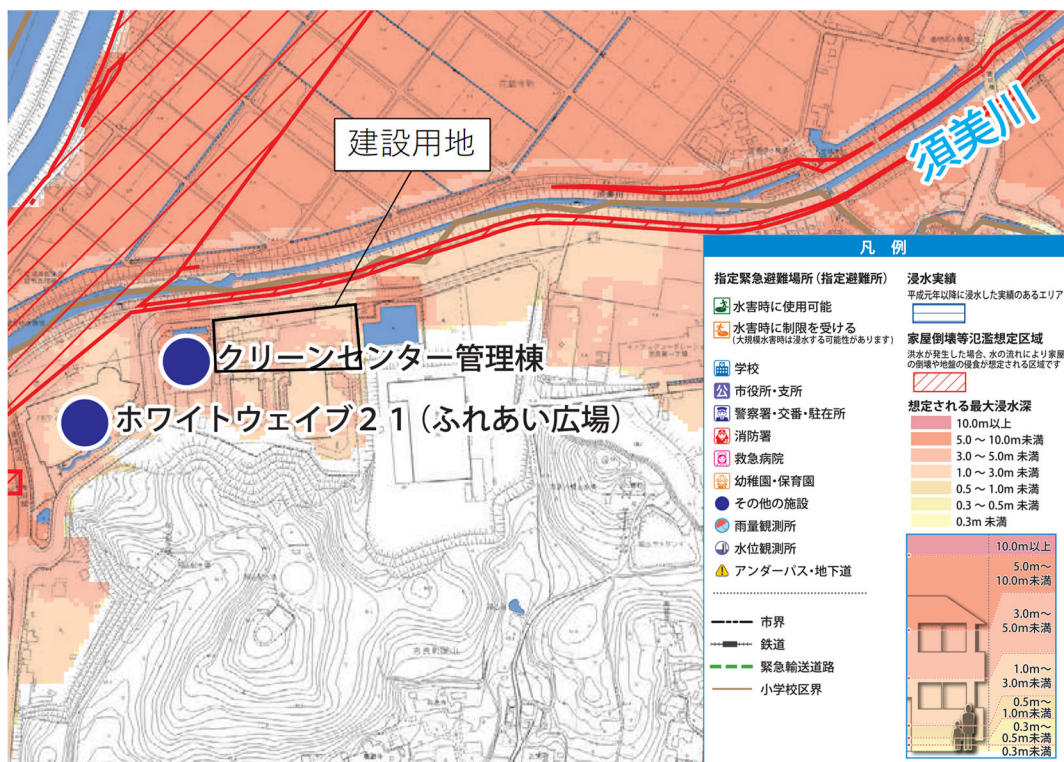 建設用地
須美川
須美川
クリーンセンター管理棟
ホワイトウェイブ21(ふれあい広場)
凡 例
指定緊急避難場所(指定避難所)
水害時に使用可能
水害時に制限を受ける
(大規模水害時は浸水する可能性があります)
学校
市役所・支所
警察署・交番・駐在所
消防署
救急病院
幼稚園・保育園
その他の施設
雨量観測所
水位観測所
アンダーパス・地下道
市界
鉄道
緊急輸送道路
小学校区界
浸水実績
平成元年以降に浸水した実績のあるエリア
家屋倒壊等氾濫想定区域
洪水が発生した場合、水の流れにより家屋
の倒壊や地盤の侵食が想定される区域です
想定される最大浸水深
10.0m以上
5.0 〜 10.0m未満
3.0 〜 5.0m 未満
1.0 〜 3.0m 未満
0.5 〜 1.0m 未満
0.3 〜 0.5m 未満
0.3m 未満
10.0m以上
5.0m〜
10.0m未満
3.0m〜
5.0m未満
1.0m〜
3.0m未満
0.5m〜
1.0m未満
0.3m〜
0.5m未満
0.3m未満